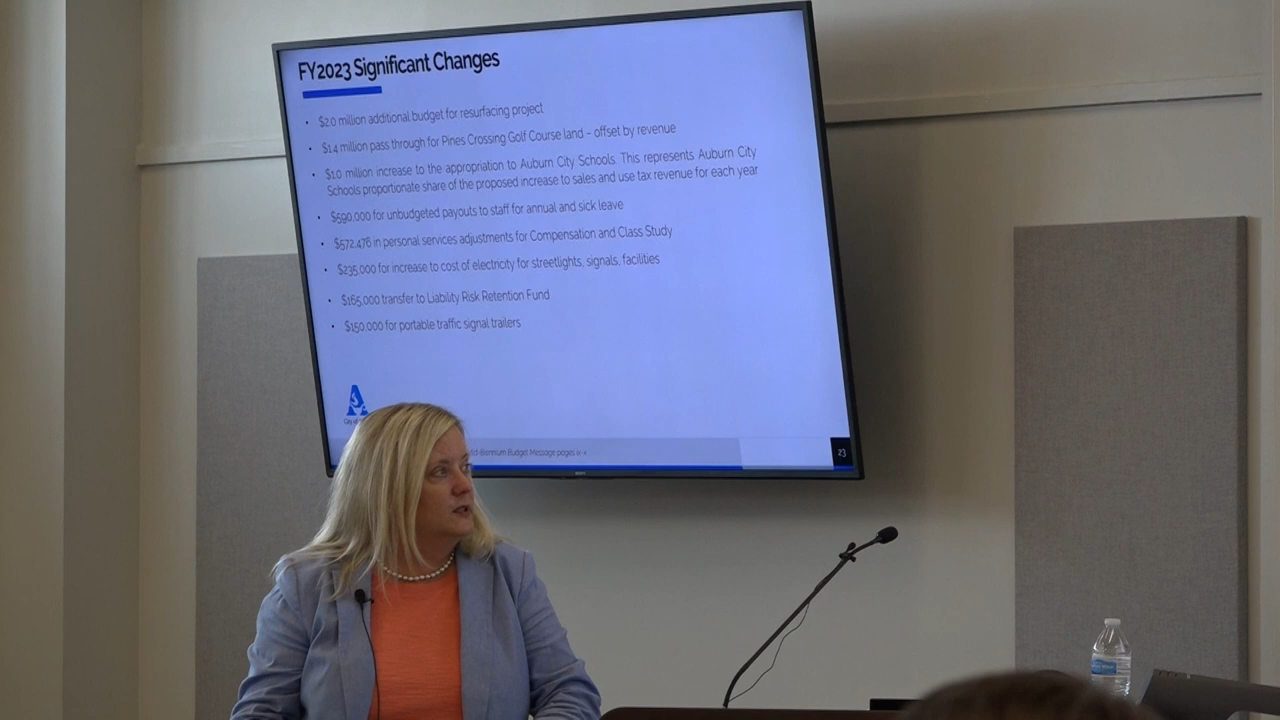 FY2023 Significant Changes
• $2.0 million additional budget for resurfacing project
• $1.4 million pass through for Pines Crossing Golf Course land – offset by revenue
• $1.0 million increase to the appropriation to Auburn City Schools. This represents Auburn City
Schools proportionate share of the proposed increase to sales and use tax revenue for each year
• $590,000 for unbudgeted payouts to staff for annual and sick leave
• $572,476 in personal services adjustments for Compensation and Class Study
• $235,000 for increase to cost of electricity for streetlights, signals, facilities
• $165,000 transfer to Liability Risk Retention Fund
• $150,000 for portable traffic signal trailers
A
City of
Budget Message pages
23